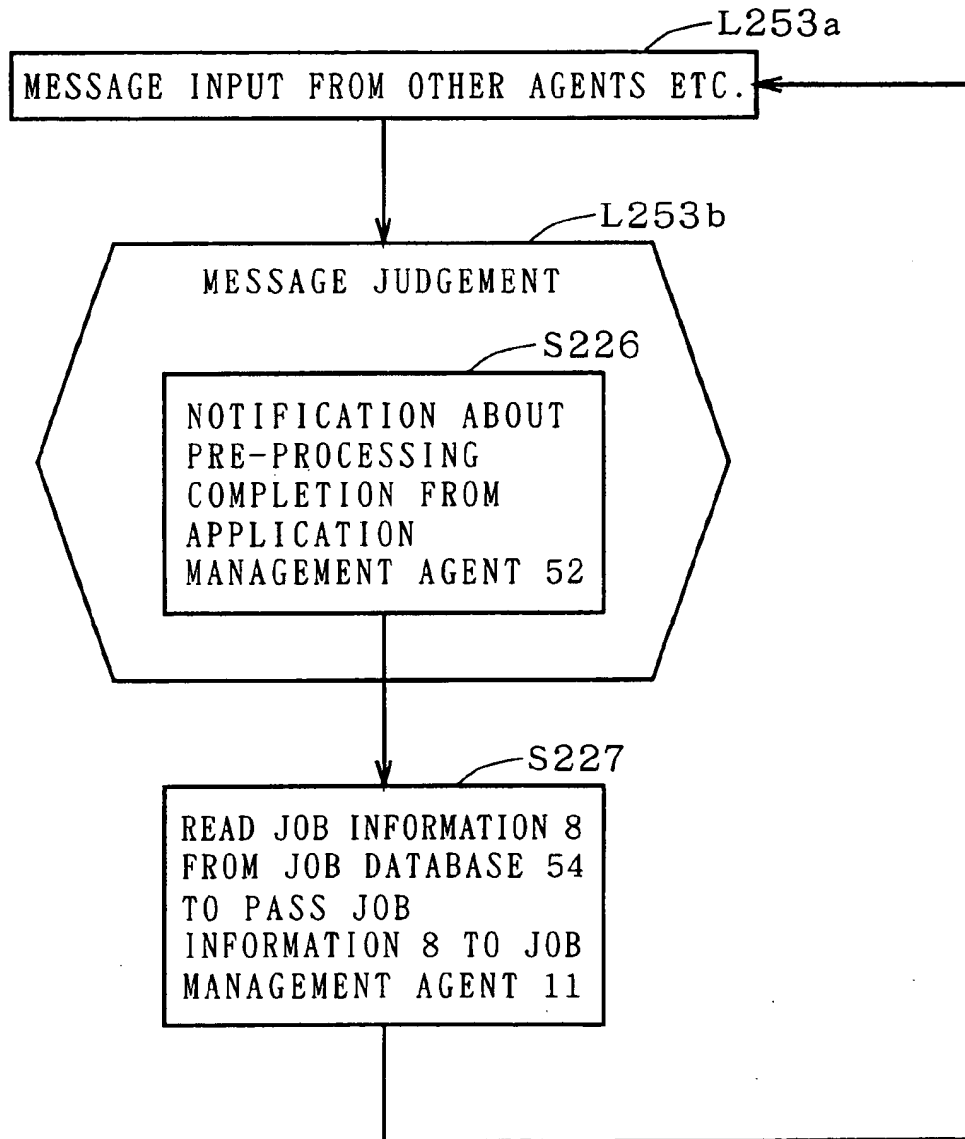 L253a
MESSAGE INPUT FROM OTHER AGENTS ETC.
L253b
MESSAGE JUDGEMENT
S226
NOTIFICATION ABOUT
PRE-PROCESSING
COMPLETION FROM
APPLICATION
MANAGEMENT AGENT 52
S227
READ JOB INFORMATION 8
FROM JOB DATABASE 54
TO PASS JOB
INFORMATION 8 TO JOB
MANAGEMENT AGENT 11